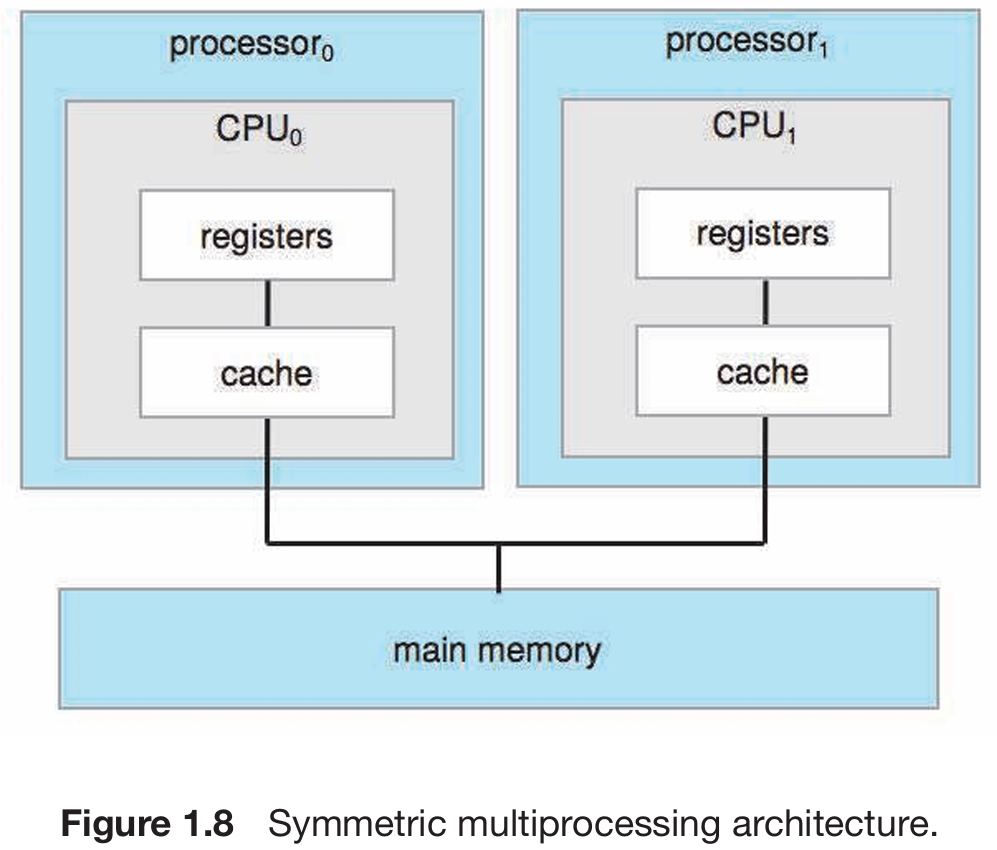 processor₀ processor₁
CPU₀ CPU₁
registers registers
cache cache
main memory
Figure 1.8 Symmetric multiprocessing architecture.